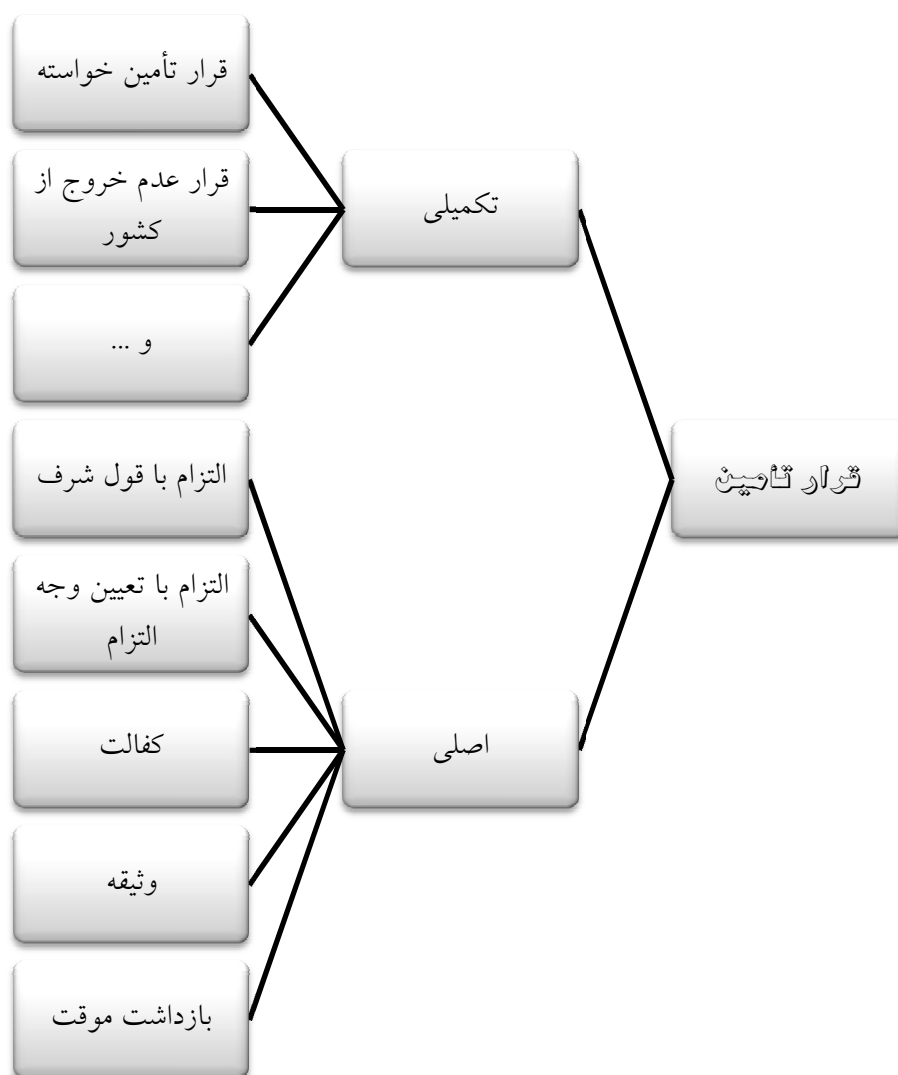 قرار تأمین
تکمیلی
قرار تأمین خواسته
قرار عدم خروج از
کشور
و ...
اصلی
التزام با قول شرف
التزام با تعیین وجه
التزام
کفالت
وثیقه
بازداشت موقت